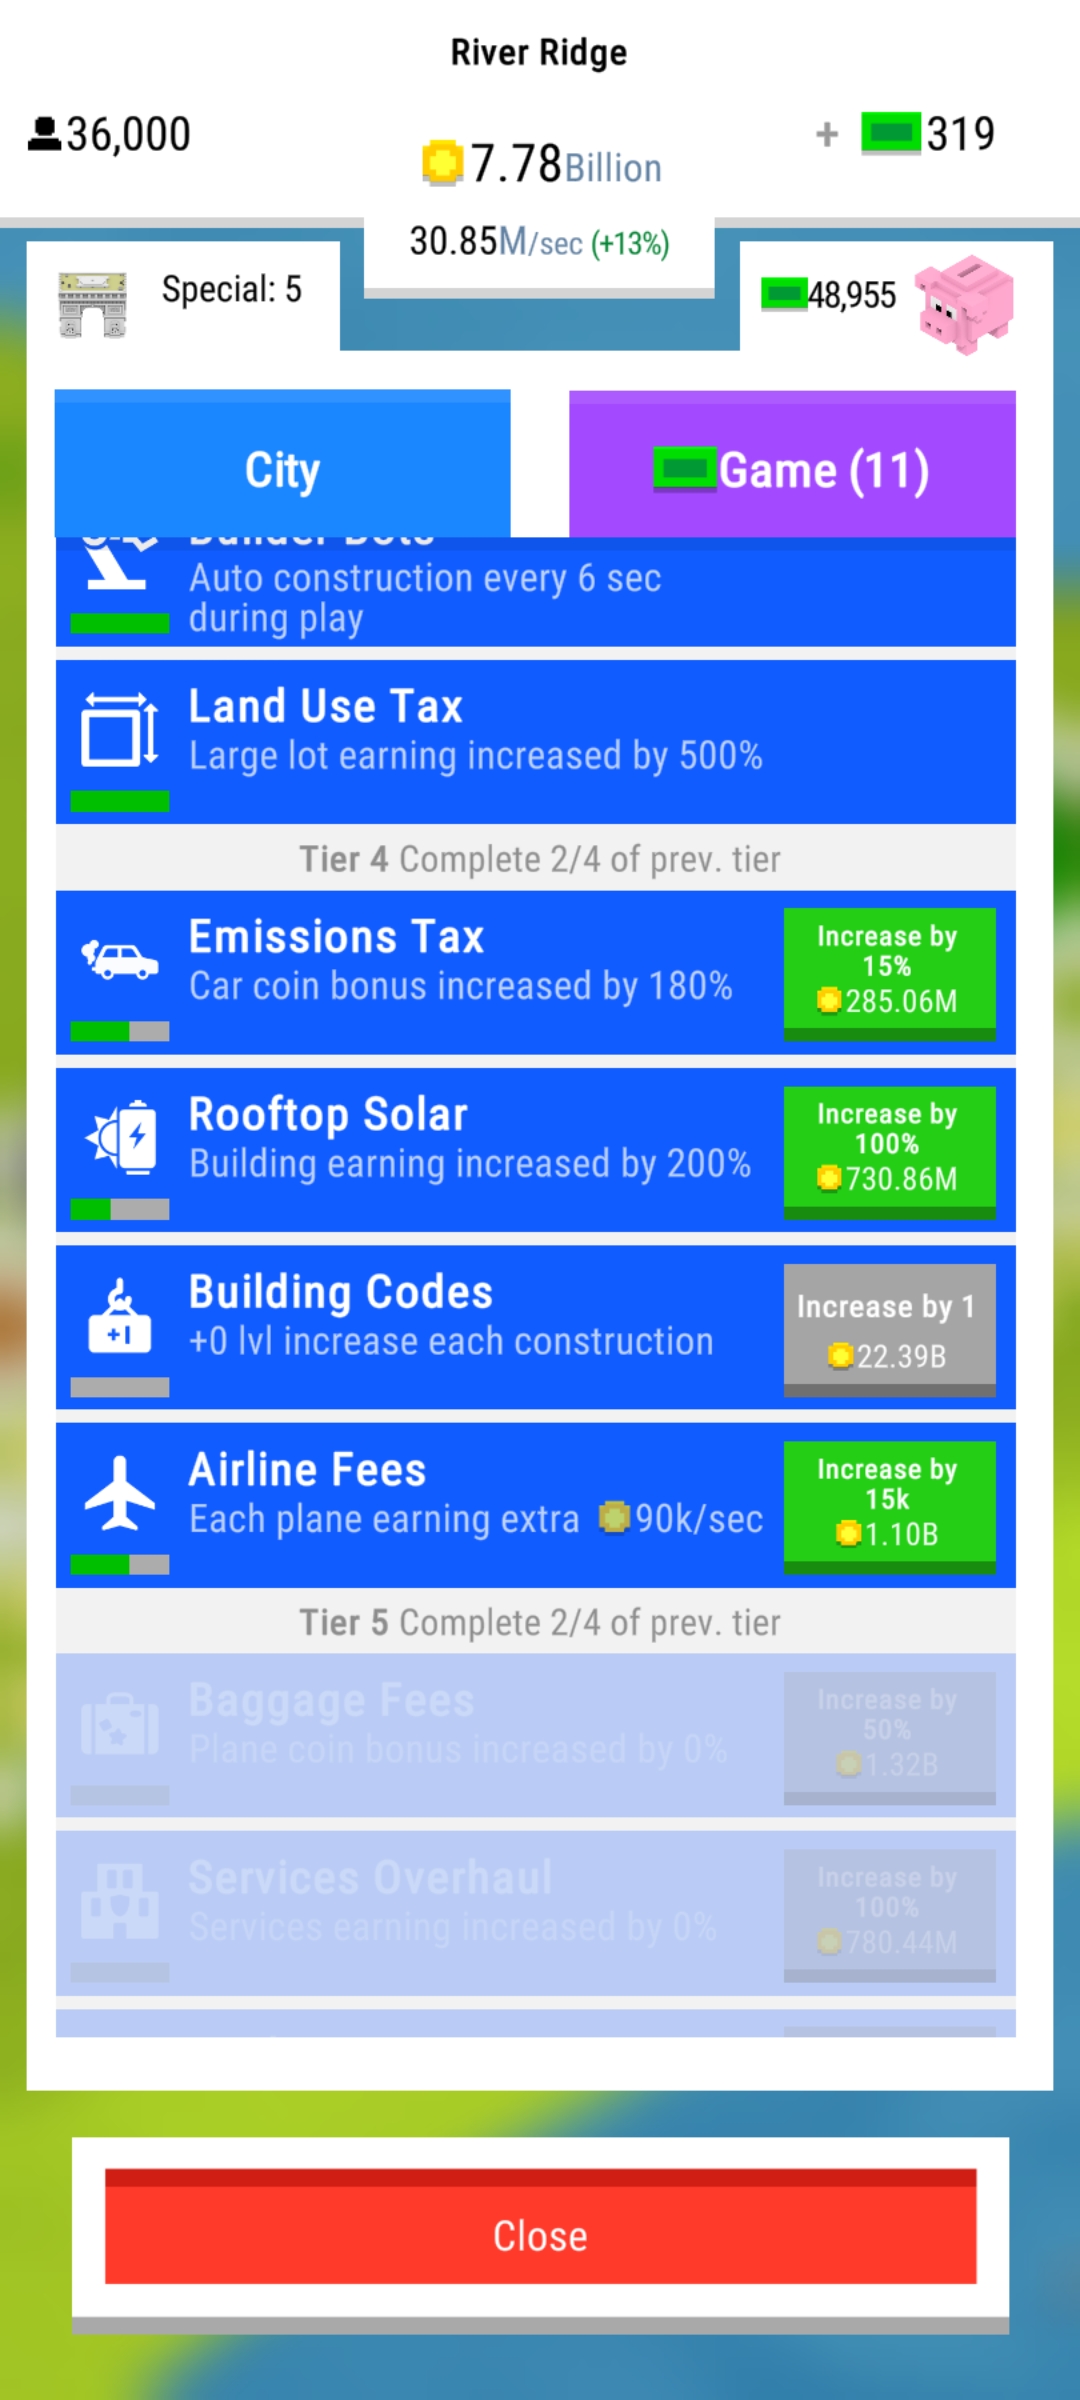 River Ridge
36,000
7.78Billion
+ 319
30.85M/sec (+13%)
Special: 5
48,955
City
Game (11)
Builder Bots
Auto construction every 6 sec
during play
Land Use Tax
Large lot earning increased by 500%
Tier 4 Complete 2/4 of prev. tier
Emissions Tax
Car coin bonus increased by 180%
Increase by
15%
285.06M
Rooftop Solar
Building earning increased by 200%
Increase by
100%
730.86M
+1
Building Codes
+0 lvl increase each construction
Increase by 1
22.39B
Airline Fees
Each plane earning extra 90k/sec
Increase by
15k
1.10B
Tier 5 Complete 2/4 of prev. tier
Baggage Fees
Plane coin bonus increased by 0%
Increase by
50%
1.32B
Services Overhaul
Services earning increased by 0%
Increase by
100%
780.44M
Close